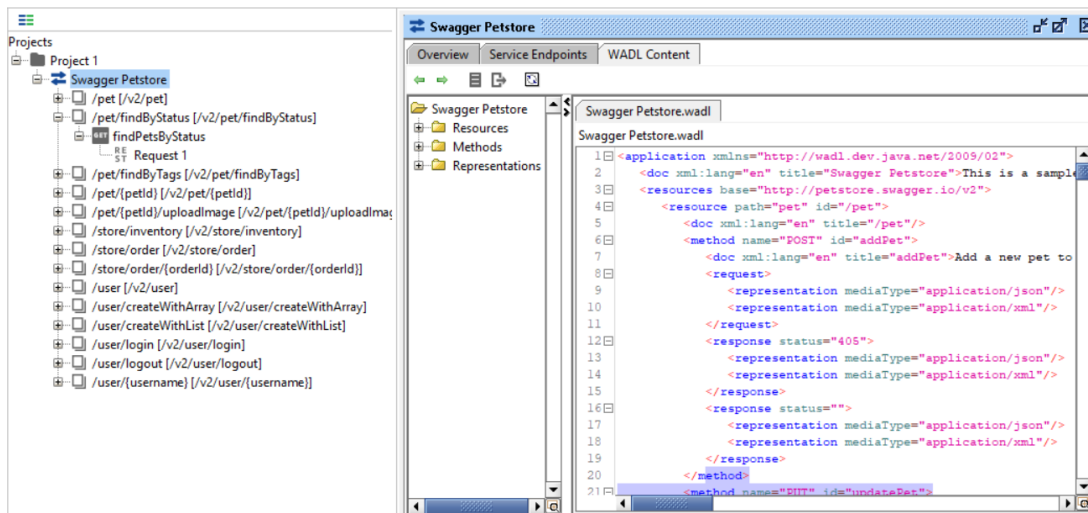 Projects
Project 1
Swagger Petstore
/pet [/v2/pet]
/pet/findByStatus [/v2/pet/findByStatus]
GET findPetsByStatus
REST Request 1
/pet/findByTags [/v2/pet/findByTags]
/pet/{petId} [/v2/pet/{petId}]
/pet/{petId}/uploadImage [/v2/pet/{petId}/uploadImag
/store/inventory [/v2/store/inventory]
/store/order [/v2/store/order]
/store/order/{orderId} [/v2/store/order/{orderId}]
/user [/v2/user]
/user/createWithArray [/v2/user/createWithArray]
/user/createWithList [/v2/user/createWithList]
/user/login [/v2/user/login]
/user/logout [/v2/user/logout]
/user/{username} [/v2/user/{username}]
Swagger Petstore
Overview Service Endpoints WADL Content
Swagger Petstore
Resources
Methods
Representations
Swagger Petstore.wadl
Swagger Petstore.wadl
1 <application xmlns="http://wadl.dev.java.net/2009/02">
2 <doc xml:lang="en" title="Swagger Petstore">This is a sample
3 <resources base="http://petstore.swagger.io/v2">
4 <resource path="pet" id="/pet">
5 <doc xml:lang="en" title="/pet"/>
6 <method name="POST" id="addPet">
7 <doc xml:lang="en" title="addPet">Add a new pet to
8 <request>
9 <representation mediaType="application/json"/>
10 <representation mediaType="application/xml"/>
11 </request>
12 <response status="405">
13 <representation mediaType="application/json"/>
14 <representation mediaType="application/xml"/>
15 </response>
16 <response status="">
17 <representation mediaType="application/json"/>
18 <representation mediaType="application/xml"/>
19 </response>
20 </method>
21 <method name="PUT" id="updatePet">